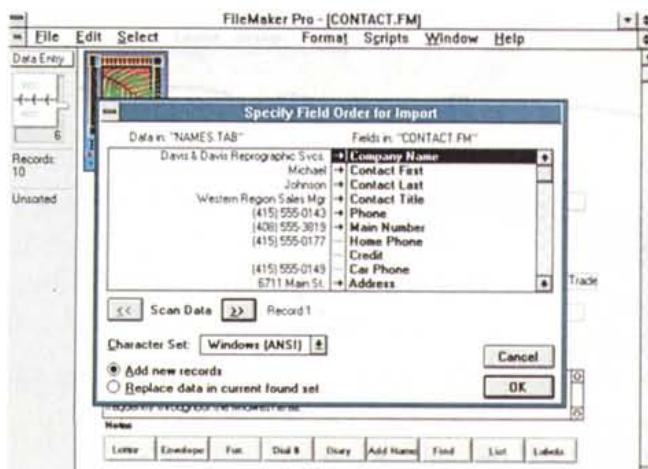 FileMaker Pro - [CONTACT.FM]
File Edit Select Format Scripts Window Help
Data Entry
6
Records:
10
Unsorted
Specify Field Order for Import
Data in: "NAMES.TAB" Fields in: "CONTACT.FM"
Davis & Davis Reprographic Svcs. → Company Name
Michael → Contact First
Johnson → Contact Last
Western Region Sales Mgr → Contact Title
(415) 555-0143 → Phone
(408) 555-3819 → Main Number
(415) 555-0177 Home Phone
Credit
(415) 555-0149 Car Phone
6711 Main St. → Address
Trade
<< Scan Data >> Record 1
Character Set: Windows (ANSI)
Add new records
Replace data in current found set
Cancel
OK
frequently throughout the
Notes
Letter Envelope Fax Dial # Diary Add Name Find List Labels